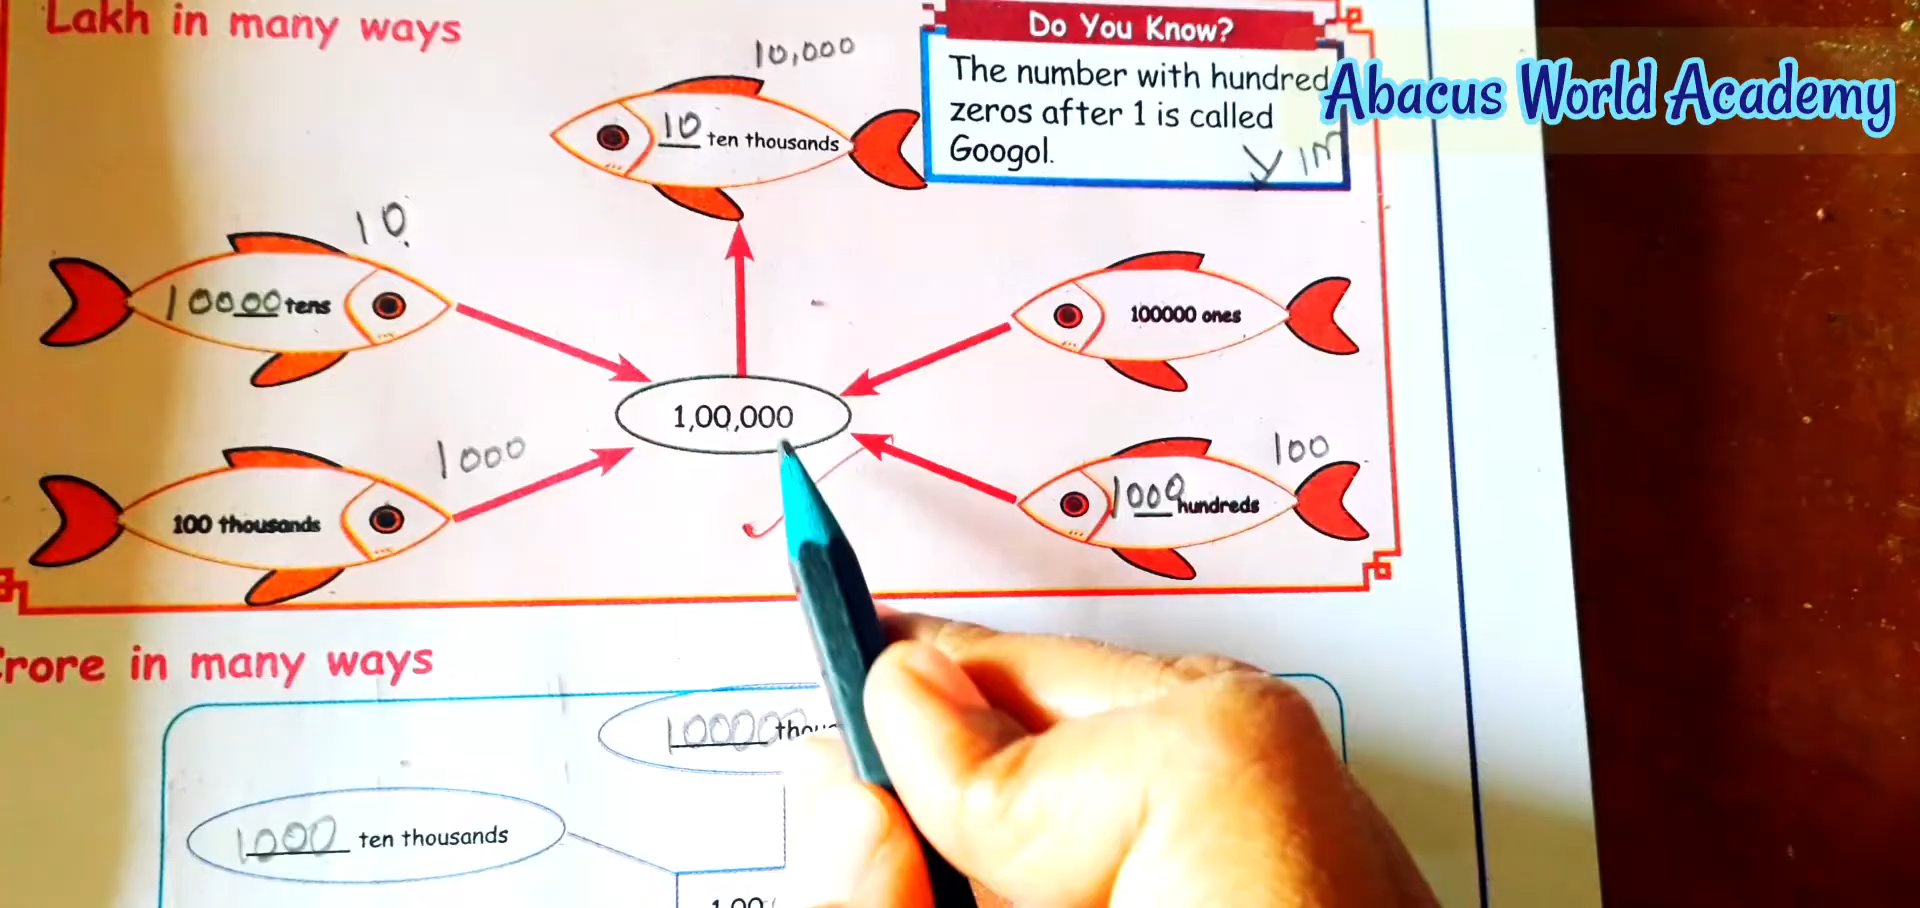 Lakh in many ways
Do You Know?
The number with hundred
zeros after 1 is called
Googol.
Abacus World Academy
1M
10,000
10 ten thousands
10
10000 tens
100000 ones
1,00,000
1000
100 thousands
100
1000 hundreds
rore in many ways
10000
1000 ten thousands